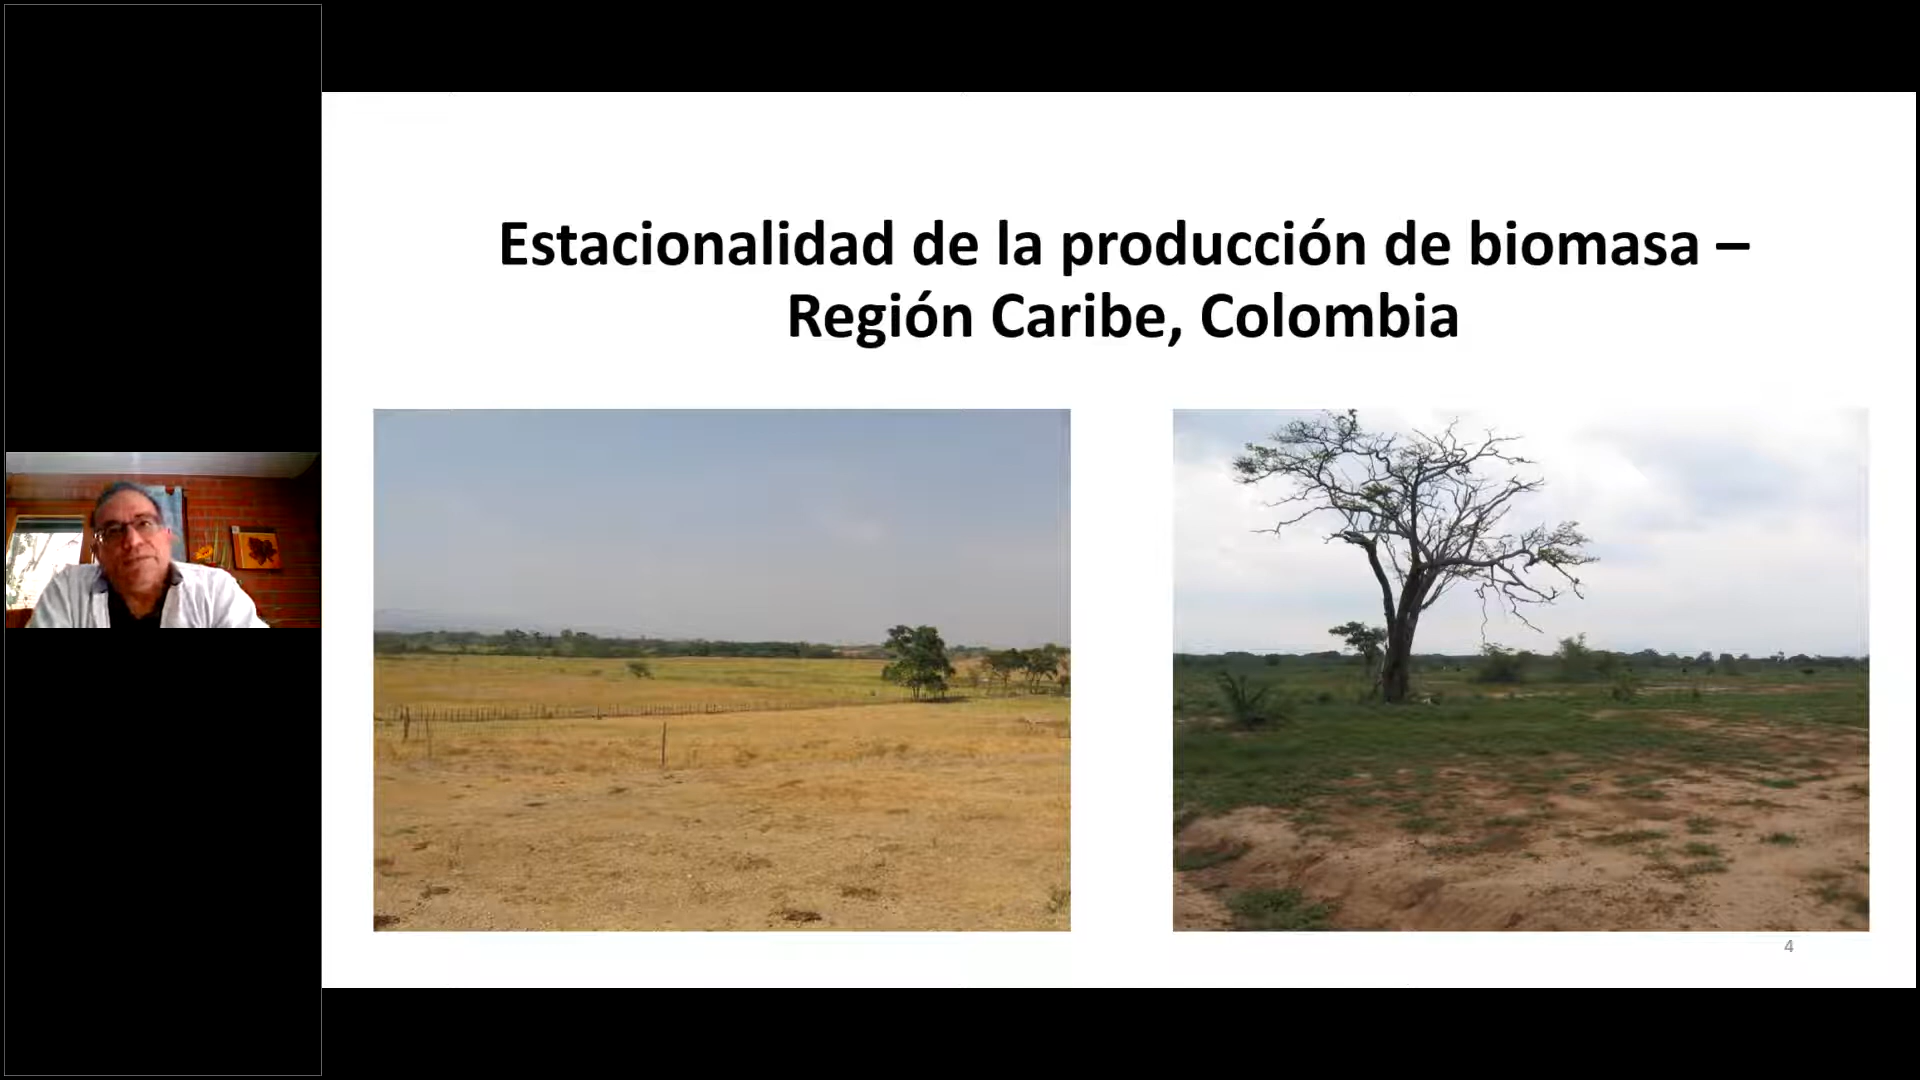 Estacionalidad de la producción de biomasa –
Región Caribe, Colombia
4